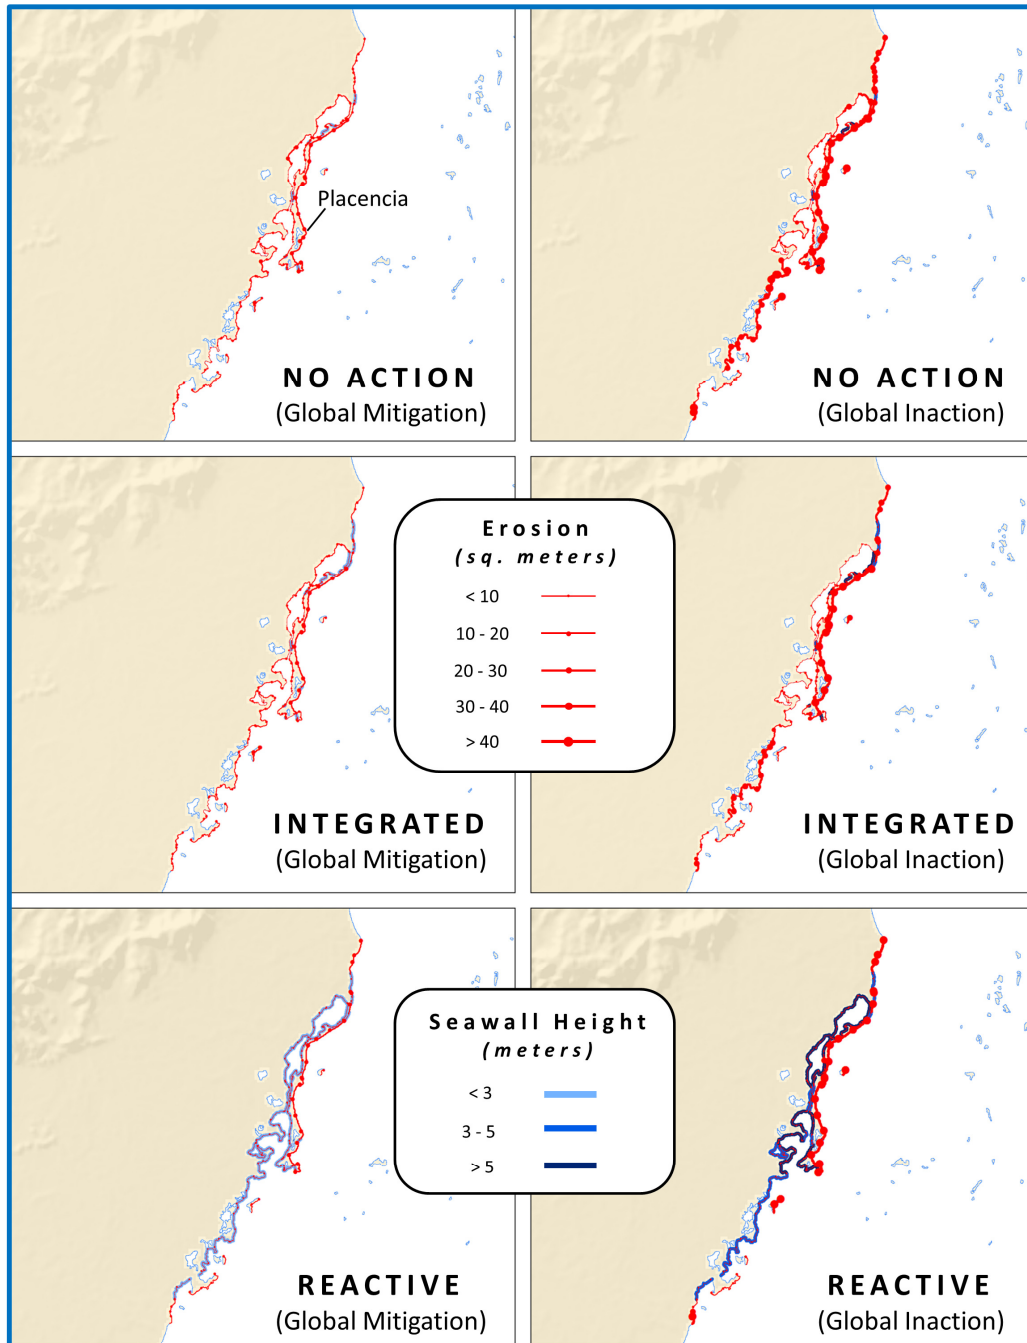 Placencia
NO ACTION
(Global Mitigation)
NO ACTION
(Global Inaction)
Erosion
(sq. meters)
< 10
10 - 20
20 - 30
30 - 40
> 40
INTEGRATED
(Global Mitigation)
INTEGRATED
(Global Inaction)
Seawall Height
(meters)
< 3
3 - 5
> 5
REACTIVE
(Global Mitigation)
REACTIVE
(Global Inaction)